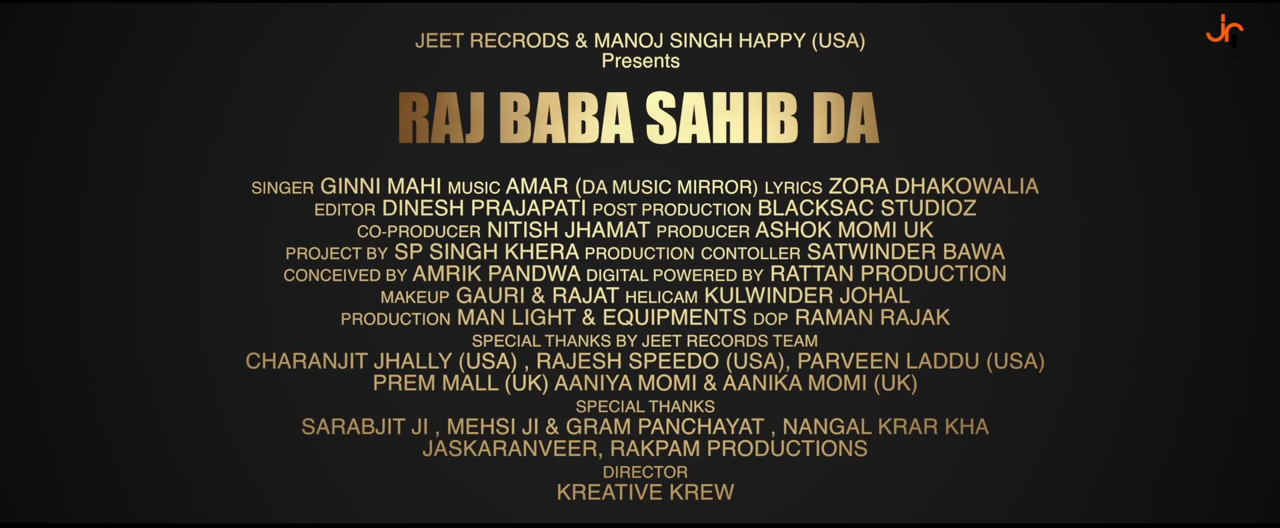 JEET RECRODS & MANOJ SINGH HAPPY (USA)
Presents
jr
RAJ BABA SAHIB DA
SINGER GINNI MAHI MUSIC AMAR (DA MUSIC MIRROR) LYRICS ZORA DHAKOWALIA
EDITOR DINESH PRAJAPATI POST PRODUCTION BLACKSAC STUDIOZ
CO-PRODUCER NITISH JHAMAT PRODUCER ASHOK MOMI UK
PROJECT BY SP SINGH KHERA PRODUCTION CONTOLLER SATWINDER BAWA
CONCEIVED BY AMRIK PANDWA DIGITAL POWERED BY RATTAN PRODUCTION
MAKEUP GAURI & RAJAT HELICAM KULWINDER JOHAL
PRODUCTION MAN LIGHT & EQUIPMENTS DOP RAMAN RAJAK
SPECIAL THANKS BY JEET RECORDS TEAM
CHARANJIT JHALLY (USA) , RAJESH SPEEDO (USA), PARVEEN LADDU (USA)
PREM MALL (UK) AANIYA MOMI & AANIKA MOMI (UK)
SPECIAL THANKS
SARABJIT JI , MEHSI JI & GRAM PANCHAYAT , NANGAL KRAR KHA
JASKARANVEER, RAKPAM PRODUCTIONS
DIRECTOR
KREATIVE KREW